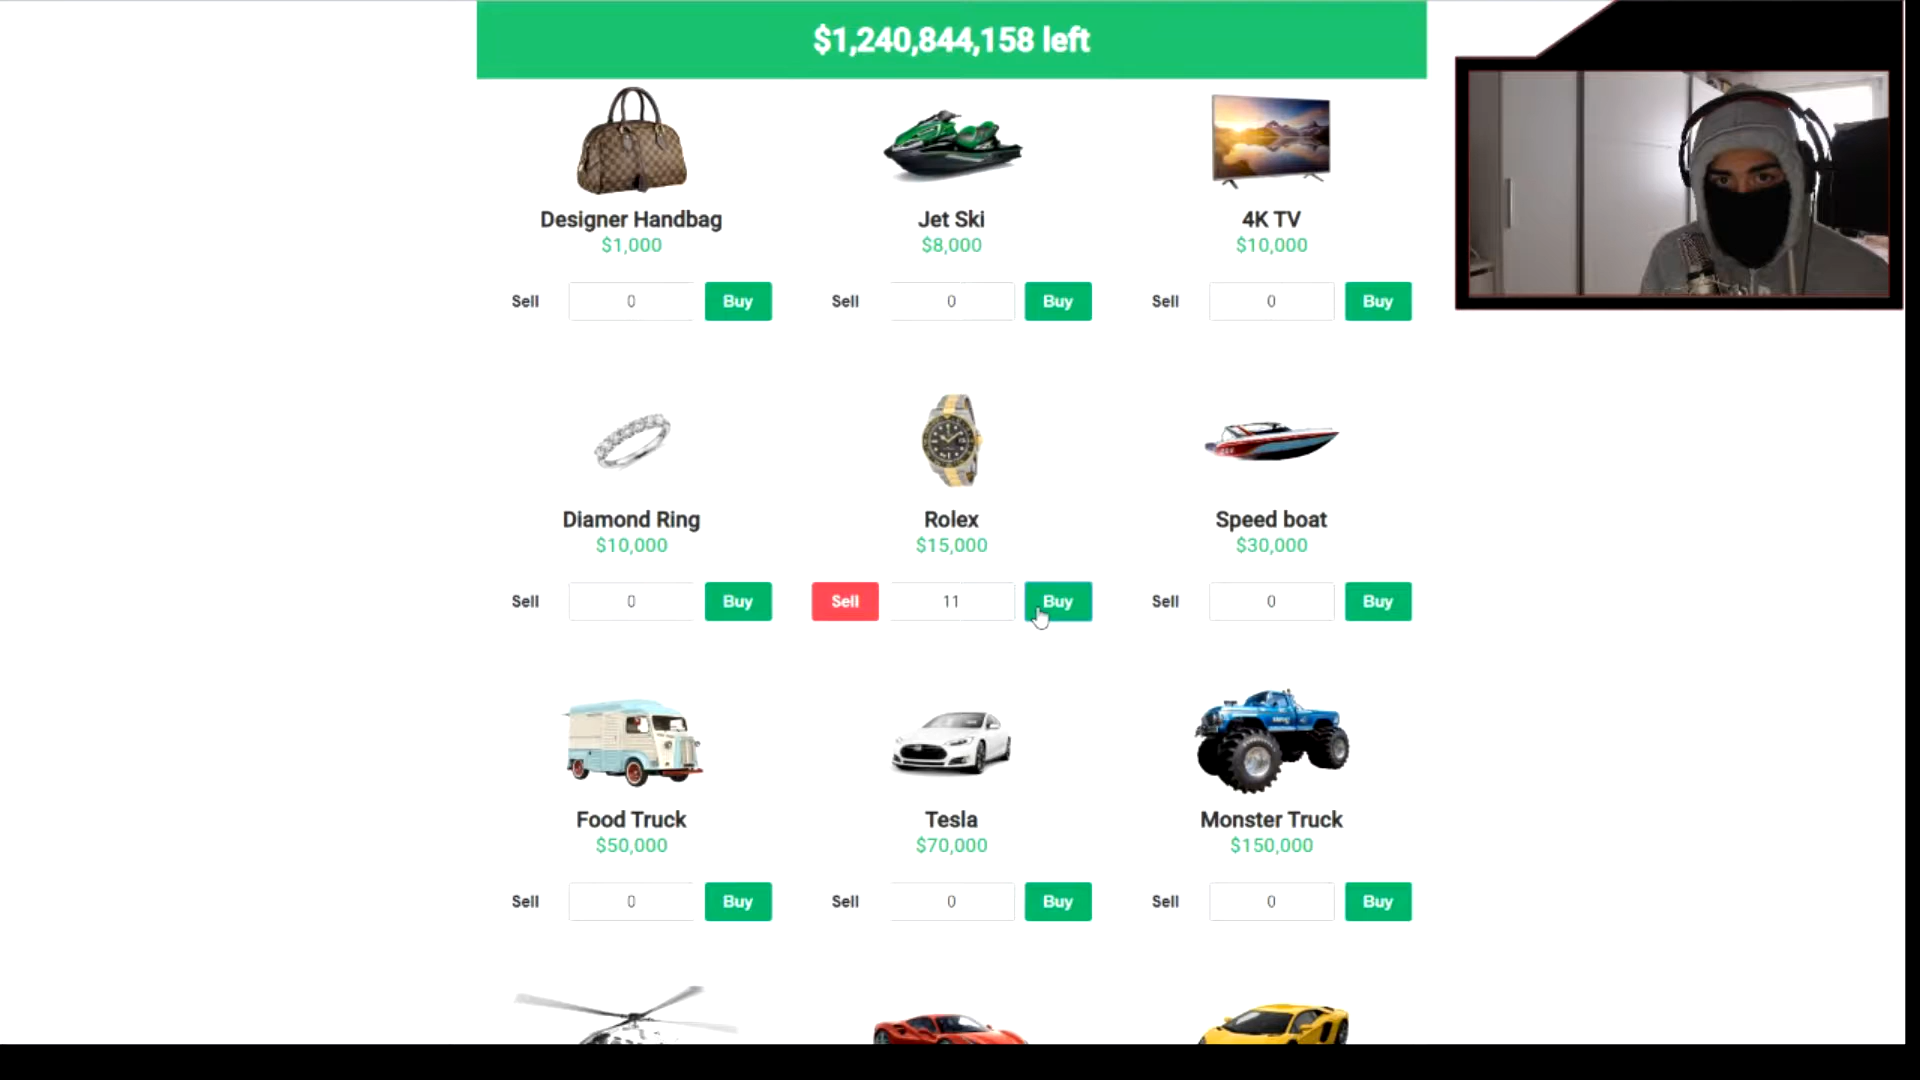 $1,240,844,158 left
Designer Handbag
$1,000
Sell 0 Buy
Jet Ski
$8,000
Sell 0 Buy
4K TV
$10,000
Sell 0 Buy
Diamond Ring
$10,000
Sell 0 Buy
Rolex
$15,000
Sell 11 Buy
Speed boat
$30,000
Sell 0 Buy
Food Truck
$50,000
Sell 0 Buy
Tesla
$70,000
Sell 0 Buy
Monster Truck
$150,000
Sell 0 Buy